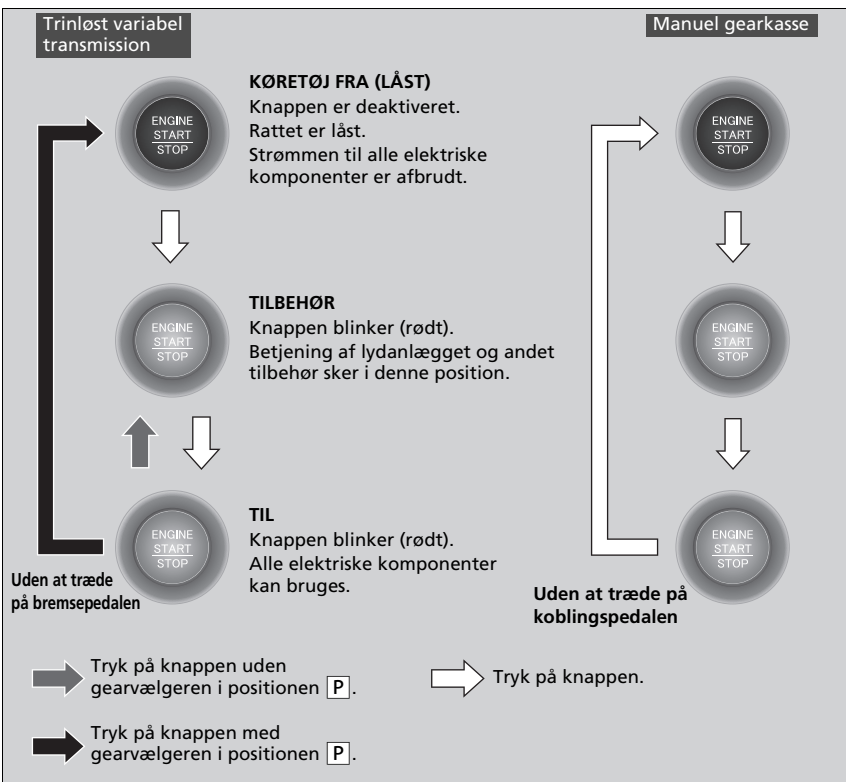 Trinløst variabel
transmission
Manuel gearkasse
ENGINE
START
STOP
KØRETØJ FRA (LÅST)
Knappen er deaktiveret.
Rattet er låst.
Strømmen til alle elektriske
komponenter er afbrudt.
ENGINE
START
STOP
ENGINE
START
STOP
TILBEHØR
Knappen blinker (rødt).
Betjening af lydanlægget og andet
tilbehør sker i denne position.
ENGINE
START
STOP
ENGINE
START
STOP
TIL
Knappen blinker (rødt).
Alle elektriske komponenter
kan bruges.
ENGINE
START
STOP
Uden at træde
på bremsepedalen
Uden at træde på
koblingspedalen
Tryk på knappen uden
gearvælgeren i positionen P.
Tryk på knappen.
Tryk på knappen med
gearvælgeren i positionen P.